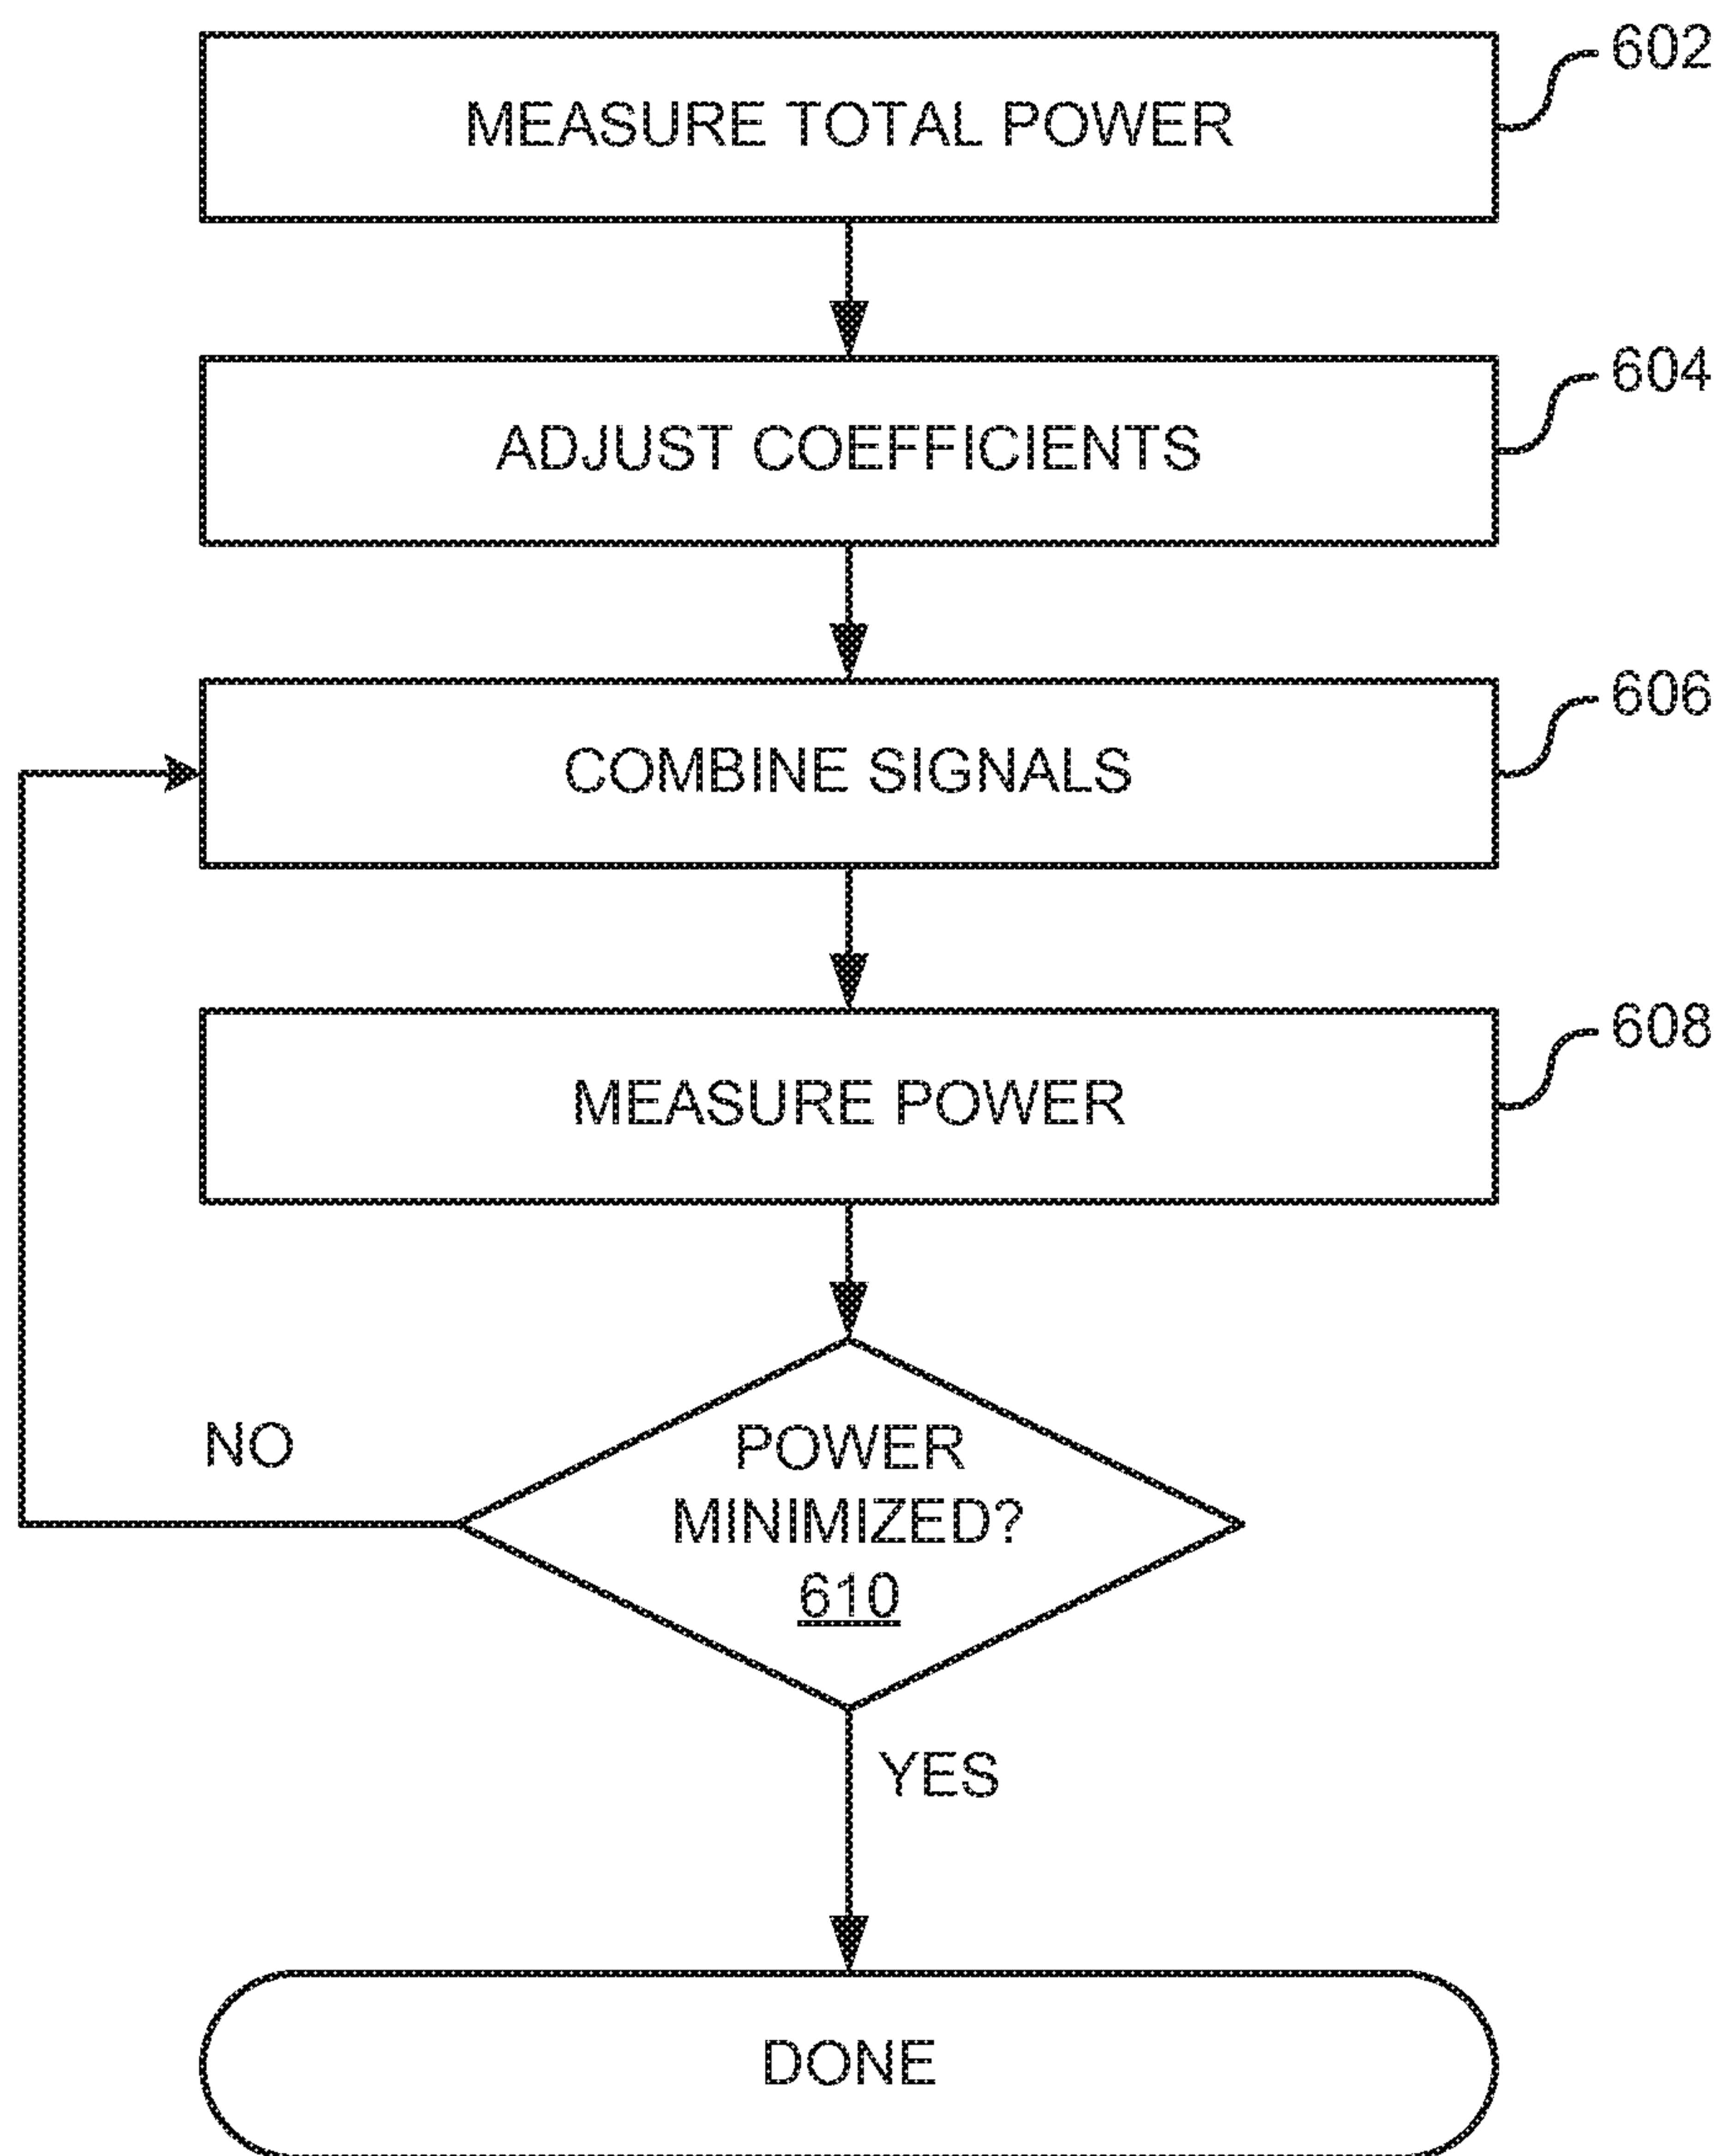 602
MEASURE TOTAL POWER
604
ADJUST COEFFICIENTS
606
COMBINE SIGNALS
608
MEASURE POWER
NO
POWER
MINIMIZED?
610
YES
DONE